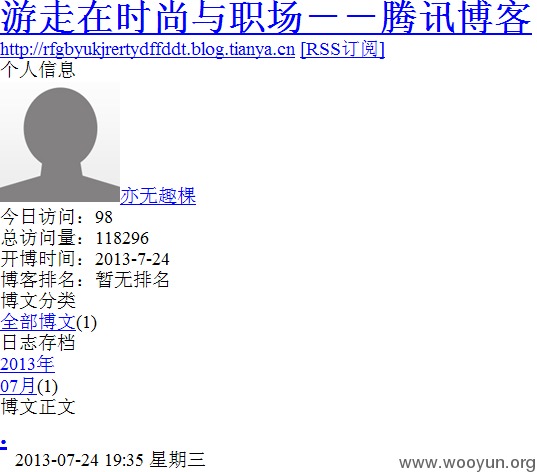 游走在时尚与职场－－腾讯博客
http://rfgbyukjrertydffddt.blog.tianya.cn [RSS订阅]
个人信息
亦无趣棵
今日访问：98
总访问量：118296
开博时间：2013-7-24
博客排名：暂无排名
博文分类
全部博文(1)
日志存档
2013年
07月(1)
博文正文
.
2013-07-24 19:35 星期三
www.wooyun.org